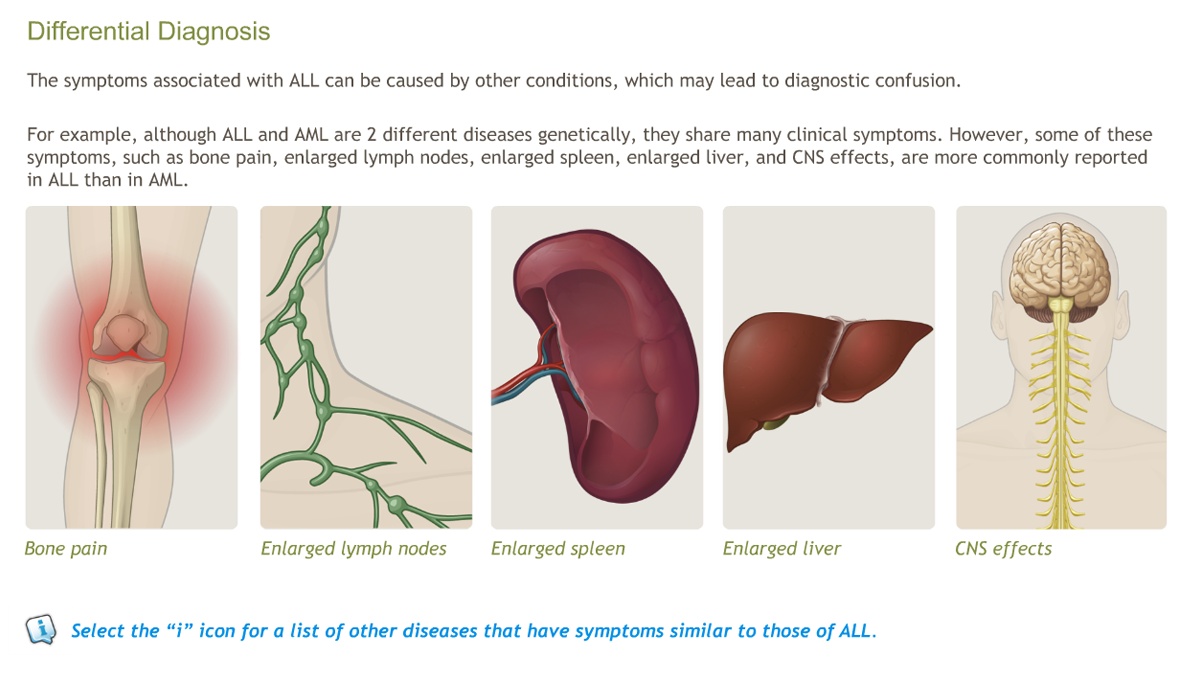 Differential Diagnosis
The symptoms associated with ALL can be caused by other conditions, which may lead to diagnostic confusion.
For example, although ALL and AML are 2 different diseases genetically, they share many clinical symptoms. However, some of these
symptoms, such as bone pain, enlarged lymph nodes, enlarged spleen, enlarged liver, and CNS effects, are more commonly reported
in ALL than in AML.
Bone pain
Enlarged lymph nodes
Enlarged spleen
Enlarged liver
CNS effects
i
Select the “i” icon for a list of other diseases that have symptoms similar to those of ALL.